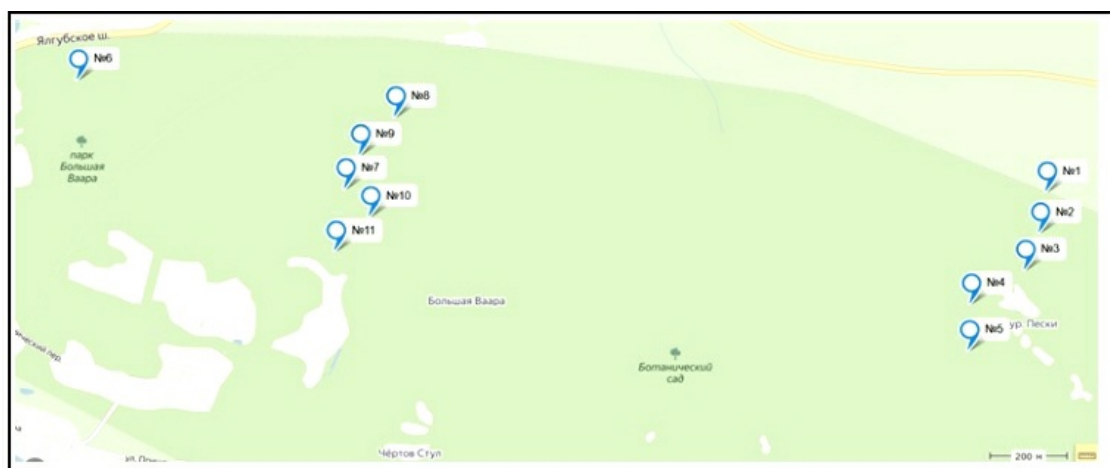 Ялгубское ш.
№6
№8
№9
парк
Большая
Ваара
№7
№1
№10
№2
№11
№3
№4
Большая Ваара
ур. Пески
№5
Ботанический
сад
Чёртов Стул
200 м